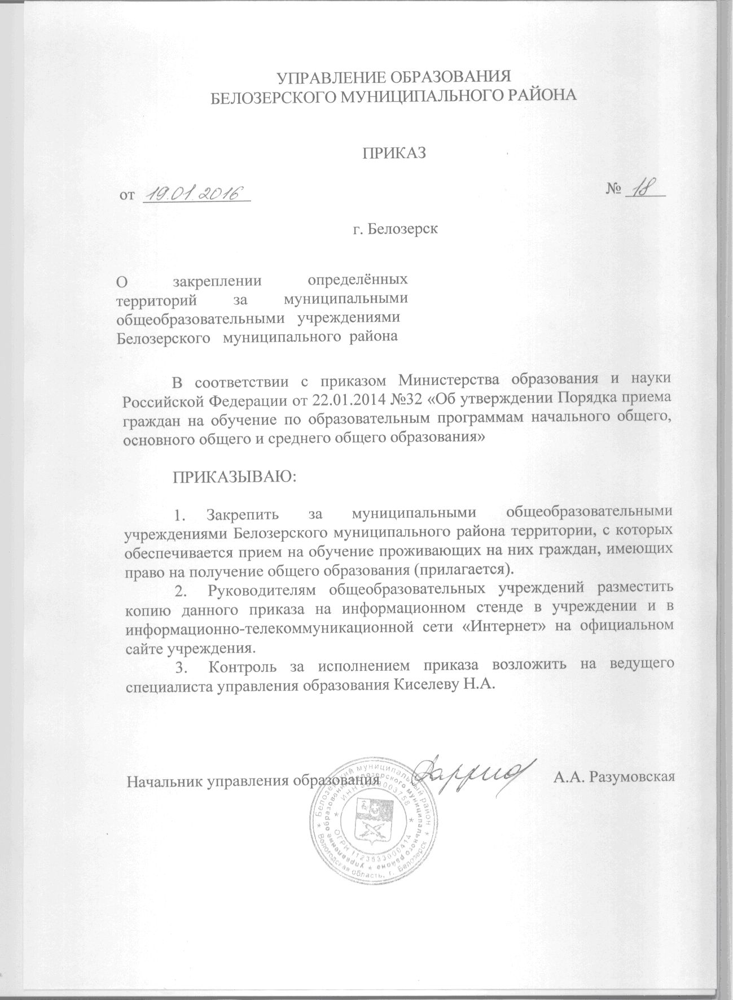 УПРАВЛЕНИЕ ОБРАЗОВАНИЯ
БЕЛОЗЕРСКОГО МУНИЦИПАЛЬНОГО РАЙОНА
ПРИКАЗ
от 19.01.2016 № 18
г. Белозерск
О закреплении определённых
территорий за муниципальными
общеобразовательными учреждениями
Белозерского муниципального района
В соответствии с приказом Министерства образования и науки
Российской Федерации от 22.01.2014 №32 «Об утверждении Порядка приема
граждан на обучение по образовательным программам начального общего,
основного общего и среднего общего образования»
ПРИКАЗЫВАЮ:
1. Закрепить за муниципальными общеобразовательными
учреждениями Белозерского муниципального района территории, с которых
обеспечивается прием на обучение проживающих на них граждан, имеющих
право на получение общего образования (прилагается).
2. Руководителям общеобразовательных учреждений разместить
копию данного приказа на информационном стенде в учреждении и в
информационно-телекоммуникационной сети «Интернет» на официальном
сайте учреждения.
3. Контроль за исполнением приказа возложить на ведущего
специалиста управления образования Киселеву Н.А.
Начальник управления образования А.А. Разумовская
* Белозерский муниципальный район *
Вологодская область, г. Белозерск
* Управление образования Белозерского муниципального района
ИНН 3503003758
ОГРН 1123533000414